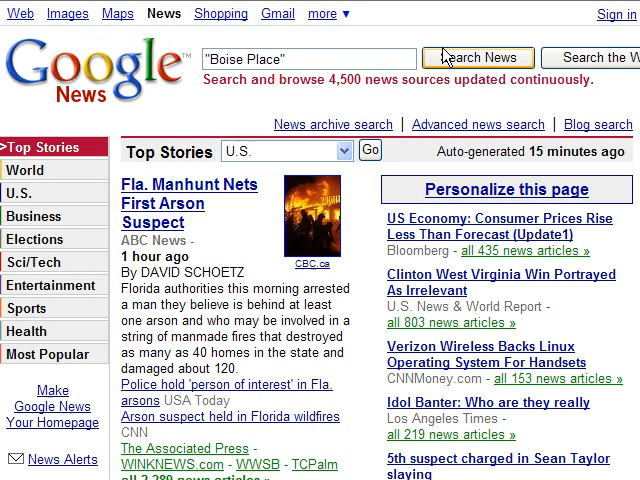 Web Images Maps News Shopping Gmail more ▼ Sign in
Google™
News
"Boise Place" Search News Search the W
Search and browse 4,500 news sources updated continuously.
News archive search | Advanced news search | Blog search
>Top Stories
World
U.S.
Business
Elections
Sci/Tech
Entertainment
Sports
Health
Most Popular
Make
Google News
Your Homepage
News Alerts
Top Stories U.S. Go Auto-generated 15 minutes ago
Fla. Manhunt Nets
First Arson
Suspect
ABC News -
1 hour ago
CBC.ca
By DAVID SCHOETZ
Florida authorities this morning arrested
a man they believe is behind at least
one arson and who may be involved in a
string of manmade fires that destroyed
as many as 40 homes in the state and
damaged about 120.
Police hold 'person of interest' in Fla.
arsons USA Today
Arson suspect held in Florida wildfires
CNN
The Associated Press -
WINKNEWS.com - WWSB - TCPalm
all 2,289 news articles »
Personalize this page
US Economy: Consumer Prices Rise
Less Than Forecast (Update1)
Bloomberg - all 435 news articles »
Clinton West Virginia Win Portrayed
As Irrelevant
U.S. News & World Report -
all 803 news articles »
Verizon Wireless Backs Linux
Operating System For Handsets
CNNMoney.com - all 153 news articles »
Idol Banter: Who are they really
Los Angeles Times -
all 219 news articles »
5th suspect charged in Sean Taylor
slaying